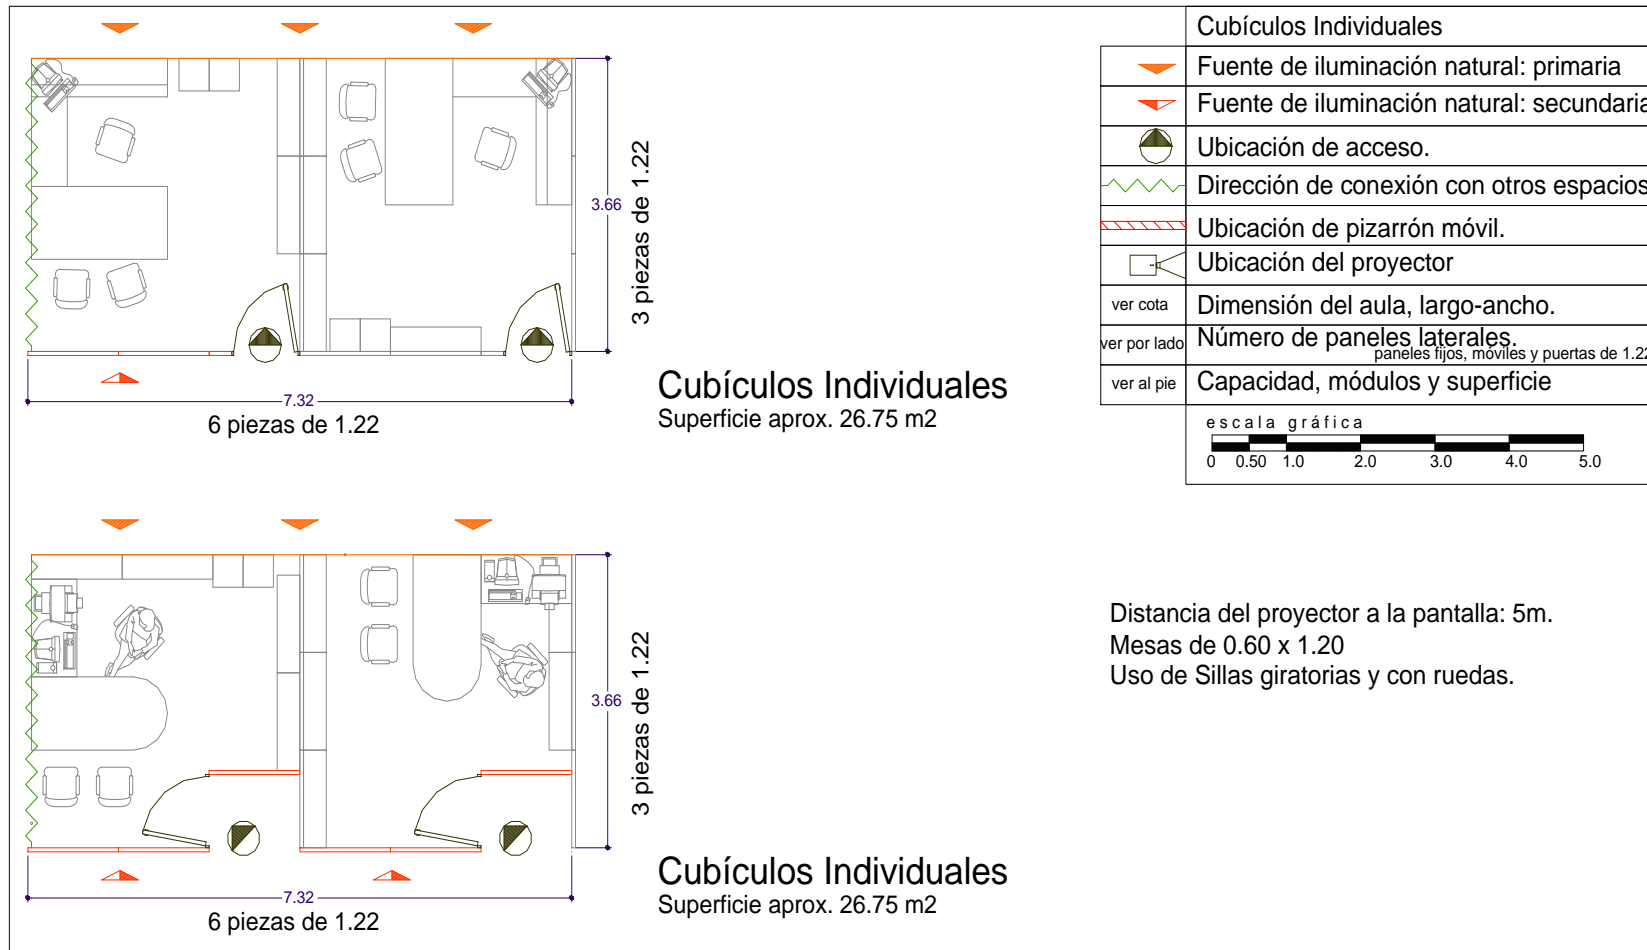 3.66
3 piezas de 1.22
7.32
6 piezas de 1.22
Cubículos Individuales
Superficie aprox. 26.75 m2
3.66
3 piezas de 1.22
7.32
6 piezas de 1.22
Cubículos Individuales
Superficie aprox. 26.75 m2
Cubículos Individuales
Fuente de iluminación natural: primaria
Fuente de iluminación natural: secundaria
Ubicación de acceso.
Dirección de conexión con otros espacios
Ubicación de pizarrón móvil.
Ubicación del proyector
ver cota Dimensión del aula, largo-ancho.
ver por lado Número de paneles laterales.
paneles fijos, móviles y puertas de 1.22
ver al pie Capacidad, módulos y superficie
escala gráfica
0 0.50 1.0 2.0 3.0 4.0 5.0
Distancia del proyector a la pantalla: 5m.
Mesas de 0.60 x 1.20
Uso de Sillas giratorias y con ruedas.